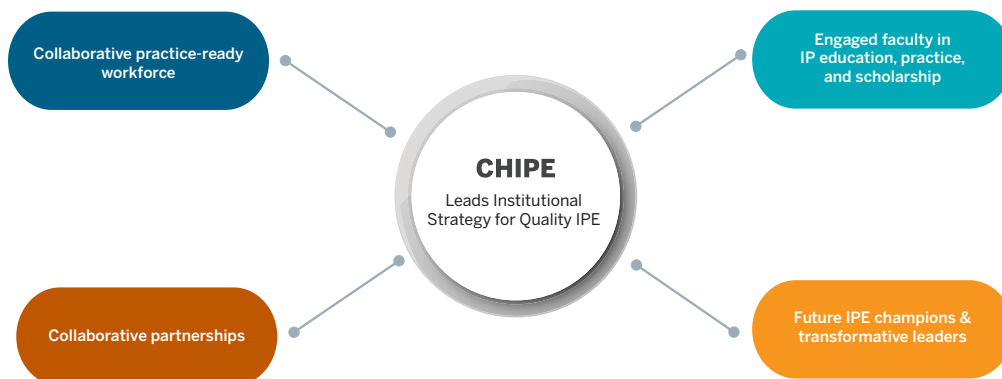 Collaborative practice-ready
workforce
Engaged faculty in
IP education, practice,
and scholarship
CHIPE
Leads Institutional
Strategy for Quality IPE
Collaborative partnerships
Future IPE champions &
transformative leaders